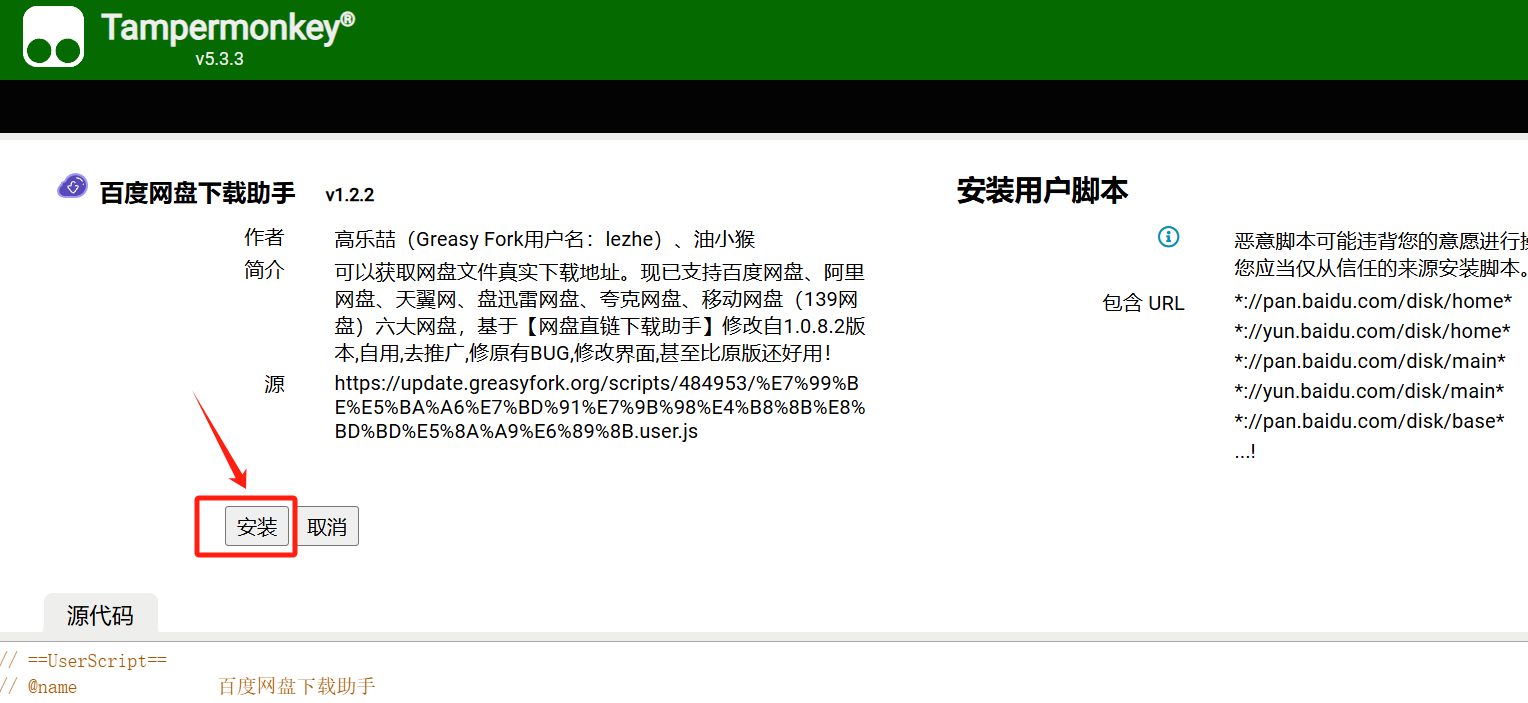 Tampermonkey®
v5.3.3
百度网盘下载助手 v1.2.2
作者 高乐喆（Greasy Fork用户名：lezhe）、油小猴
简介 可以获取网盘文件真实下载地址。现已支持百度网盘、阿里
网盘、天翼网、盘迅雷网盘、夸克网盘、移动网盘（139网
盘）六大网盘，基于【网盘直链下载助手】修改自1.0.8.2版
本,自用,去推广,修原有BUG,修改界面,甚至比原版还好用！
源 https://update.greasyfork.org/scripts/484953/%E7%99%B
E%E5%BA%A6%E7%BD%91%E7%9B%98%E4%B8%8B%E8%
BD%BD%E5%8A%A9%E6%89%8B.user.js
安装 取消
安装用户脚本
恶意脚本可能违背您的意愿进行
您应当仅从信任的来源安装脚本。
包含 URL *://pan.baidu.com/disk/home*
*://yun.baidu.com/disk/home*
*://pan.baidu.com/disk/main*
*://yun.baidu.com/disk/main*
*://pan.baidu.com/disk/base*
...!
源代码
// ==UserScript==
// @name 百度网盘下载助手